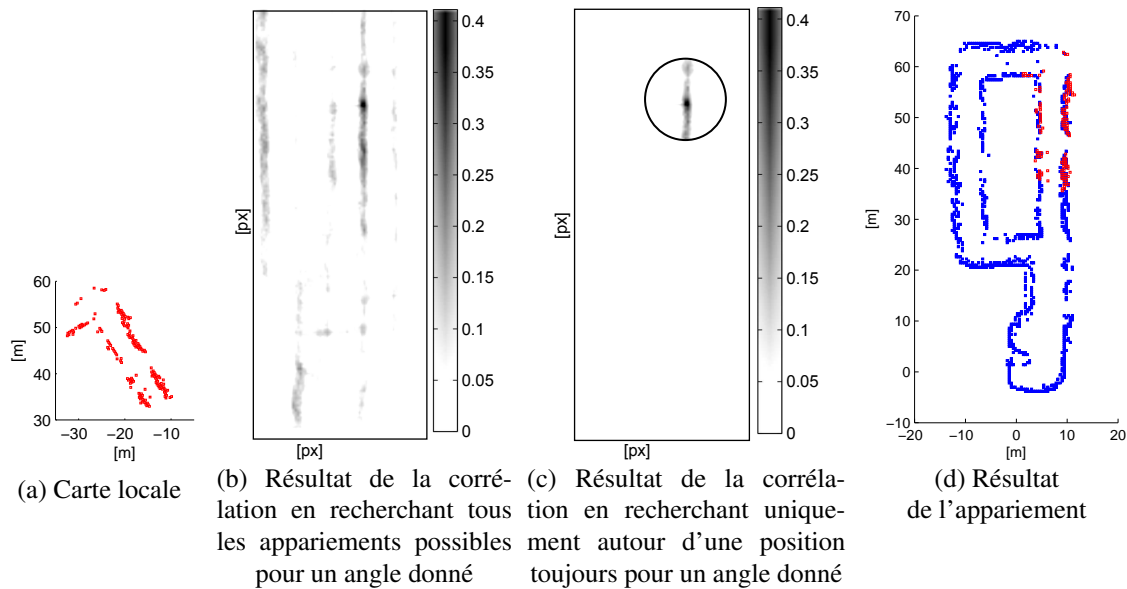 60
50
40
30
−30
−20
−10
[m]
[m]
(a) Carte locale
[px]
[px]
0.4
0.35
0.3
0.25
0.2
0.15
0.1
0.05
0
(b) Résultat de la corré-
lation en recherchant tous
les appariements possibles
pour un angle donné
[px]
[px]
0.4
0.35
0.3
0.25
0.2
0.15
0.1
0.05
0
(c) Résultat de la corréla-
tion en recherchant unique-
ment autour d'une position
toujours pour un angle donné
70
60
50
40
30
20
10
0
−10
−20
−10
0
10
20
[m]
[m]
(d) Résultat
de l'appariement